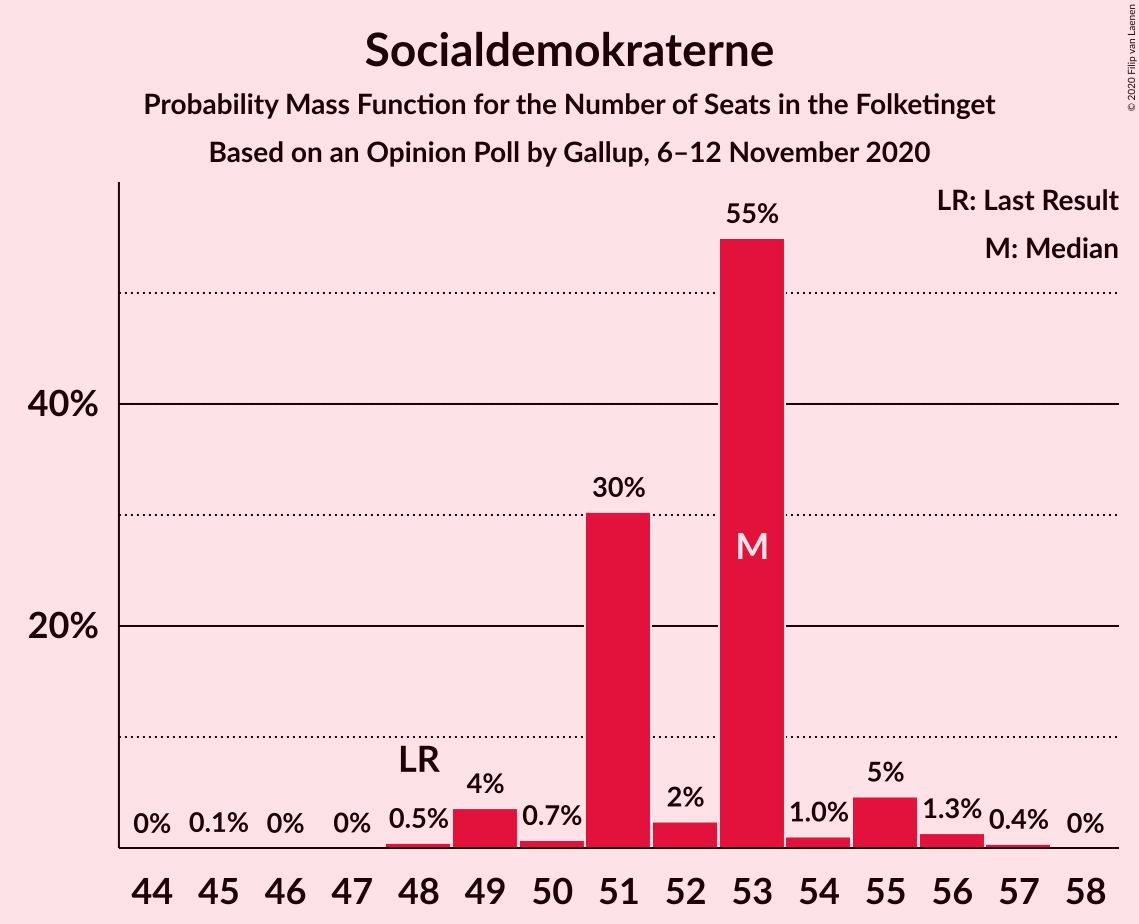 Socialdemokraterne
Probability Mass Function for the Number of Seats in the Folketinget
Based on an Opinion Poll by Gallup, 6–12 November 2020
© 2020 Filip van Laenen
LR: Last Result
M: Median
55%
40%
30%
M
20%
LR
0% 0.1% 0% 0% 0.5% 4% 0.7% 2% 1.0% 5% 1.3% 0.4% 0%
44 45 46 47 48 49 50 51 52 53 54 55 56 57 58